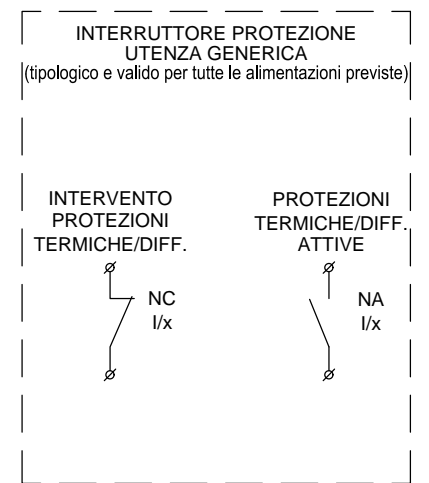 INTERRUTTORE PROTEZIONE
UTENZA GENERICA
(tipologico e valido per tutte le alimentazioni previste)
INTERVENTO
PROTEZIONI
TERMICHE/DIFF.
NC
I/x
PROTEZIONI
TERMICHE/DIFF.
ATTIVE
NA
I/x